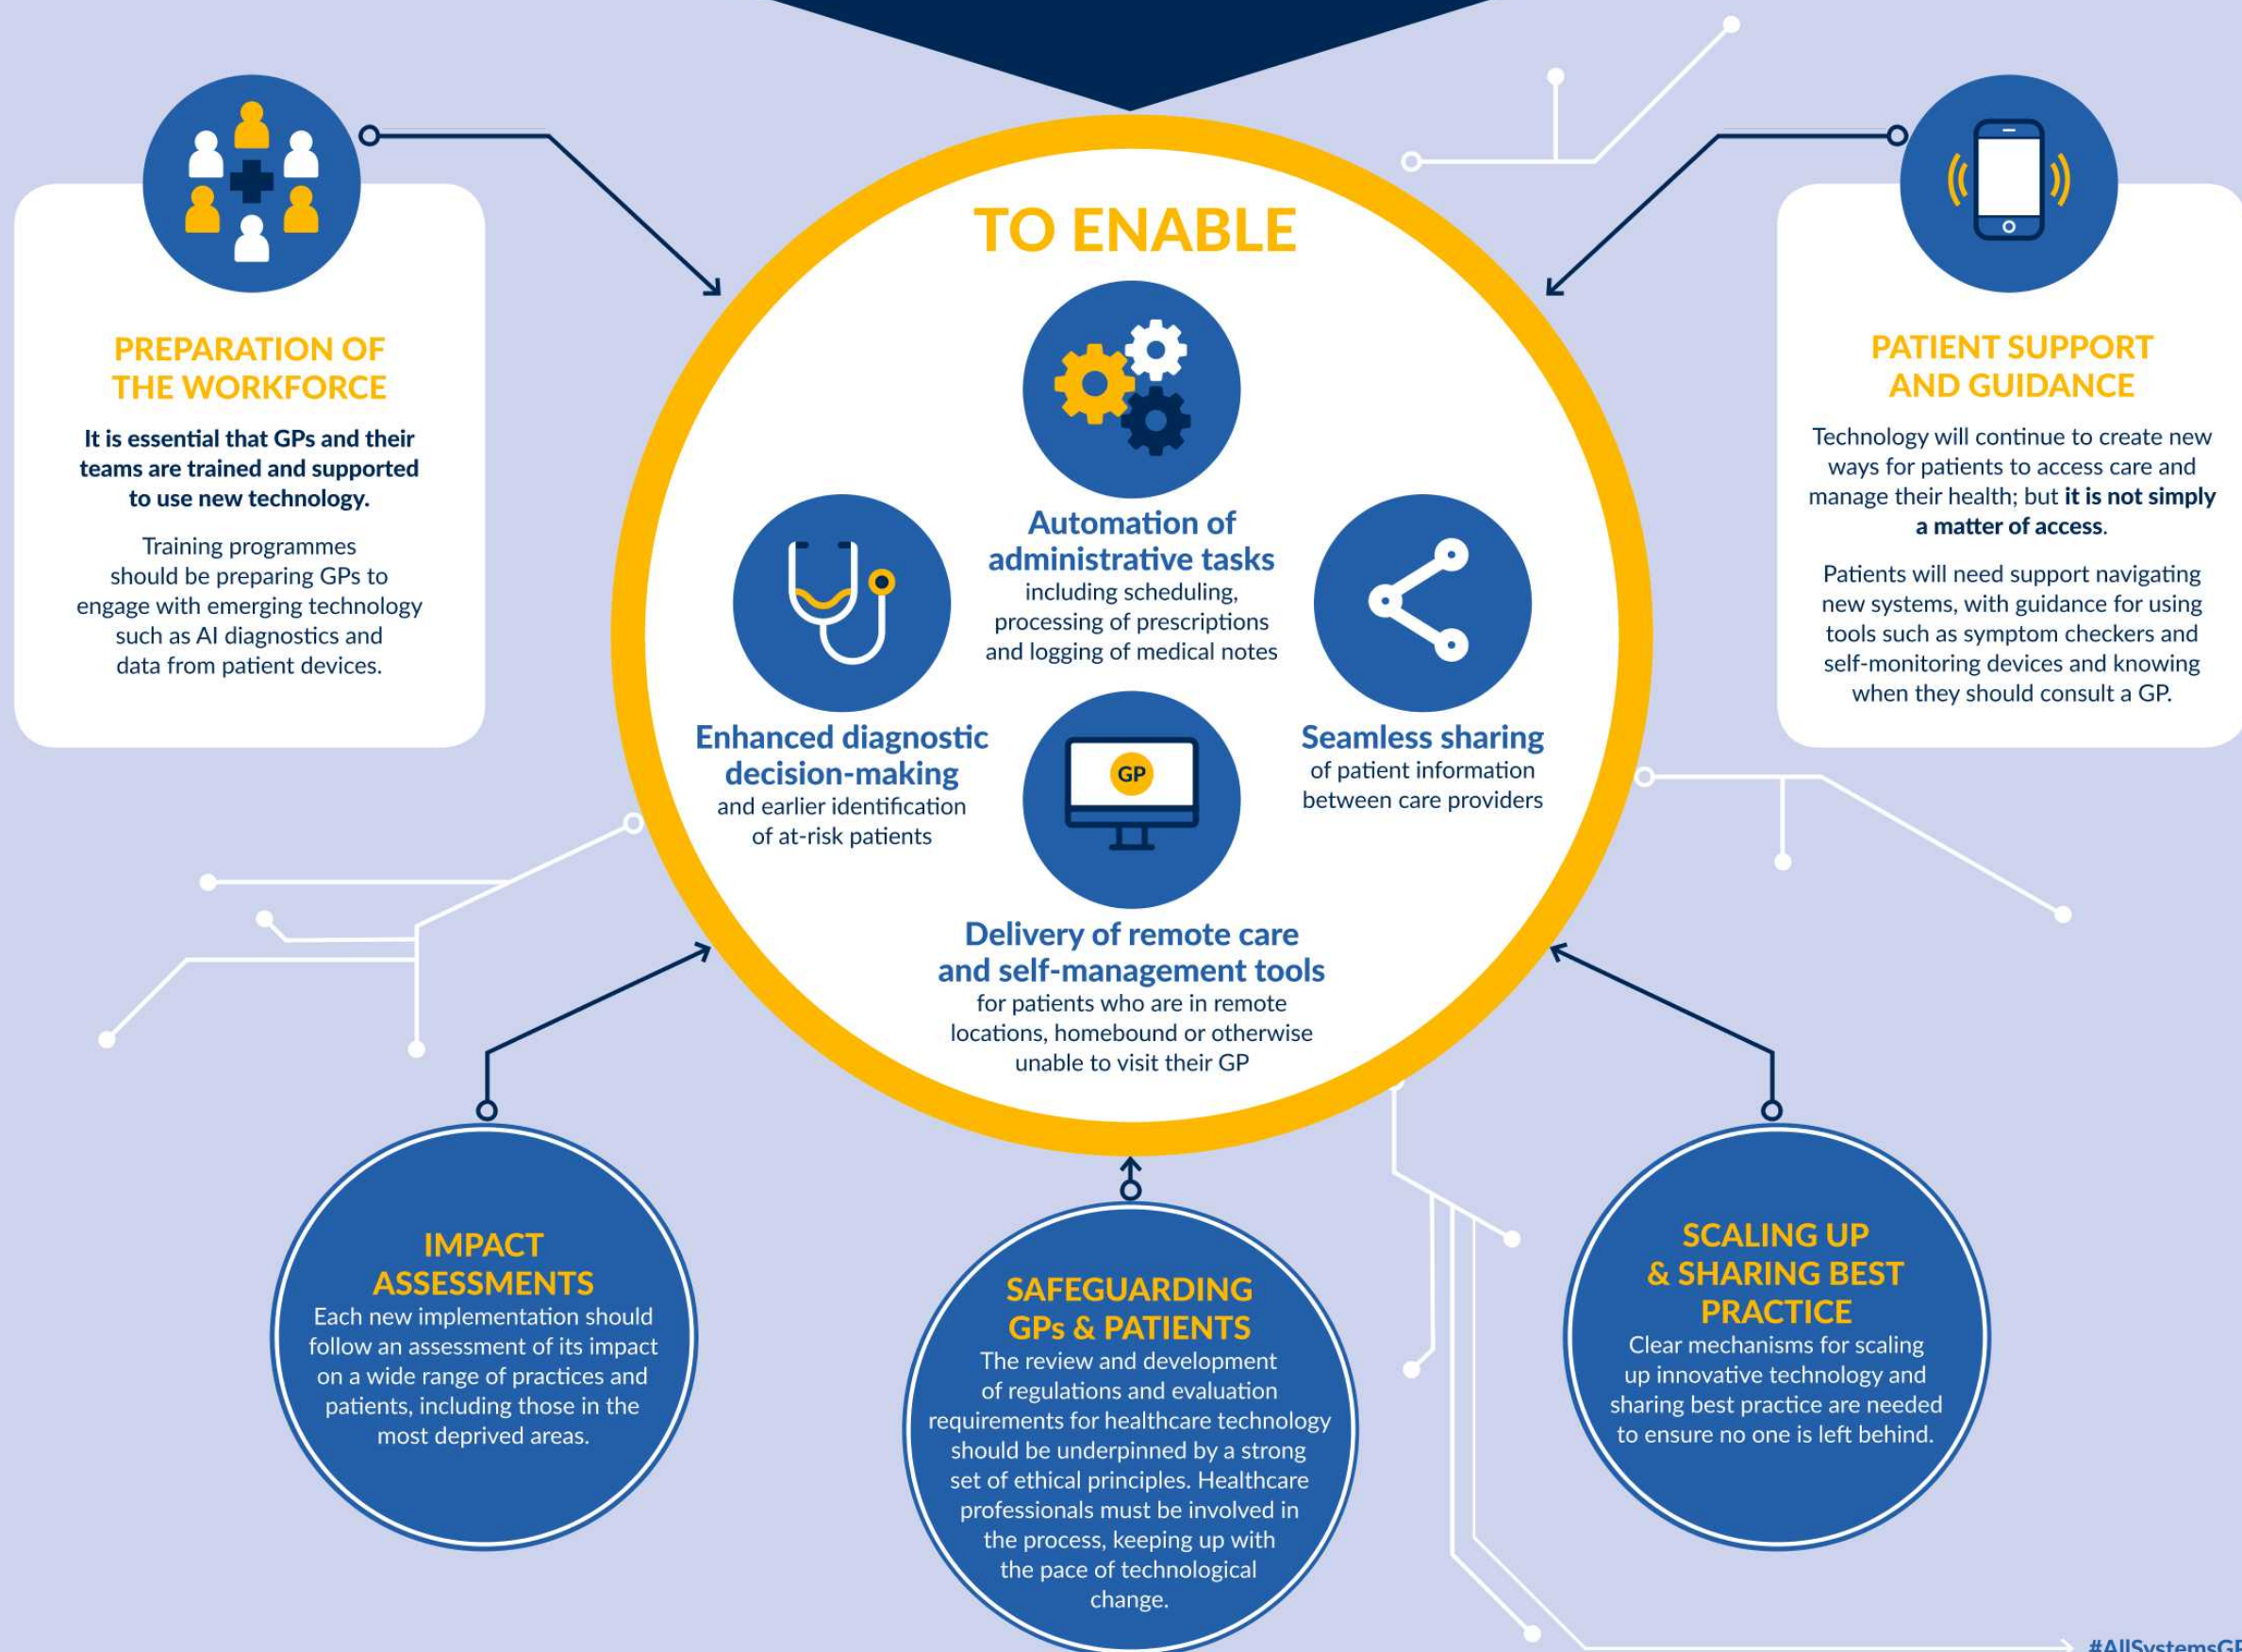 PREPARATION OF
THE WORKFORCE
It is essential that GPs and their
teams are trained and supported
to use new technology.
Training programmes
should be preparing GPs to
engage with emerging technology
such as AI diagnostics and
data from patient devices.
TO ENABLE
Automation of
administrative tasks
including scheduling,
processing of prescriptions
and logging of medical notes
Enhanced diagnostic
decision-making
and earlier identification
of at-risk patients
GP
Seamless sharing
of patient information
between care providers
Delivery of remote care
and self-management tools
for patients who are in remote
locations, homebound or otherwise
unable to visit their GP
PATIENT SUPPORT
AND GUIDANCE
Technology will continue to create new
ways for patients to access care and
manage their health; but it is not simply
a matter of access.
Patients will need support navigating
new systems, with guidance for using
tools such as symptom checkers and
self-monitoring devices and knowing
when they should consult a GP.
IMPACT
ASSESSMENTS
Each new implementation should
follow an assessment of its impact
on a wide range of practices and
patients, including those in the
most deprived areas.
SAFEGUARDING
GPs & PATIENTS
The review and development
of regulations and evaluation
requirements for healthcare technology
should be underpinned by a strong
set of ethical principles. Healthcare
professionals must be involved in
the process, keeping up with
the pace of technological
change.
SCALING UP
& SHARING BEST
PRACTICE
Clear mechanisms for scaling
up innovative technology and
sharing best practice are needed
to ensure no one is left behind.
#AllSystemsGP